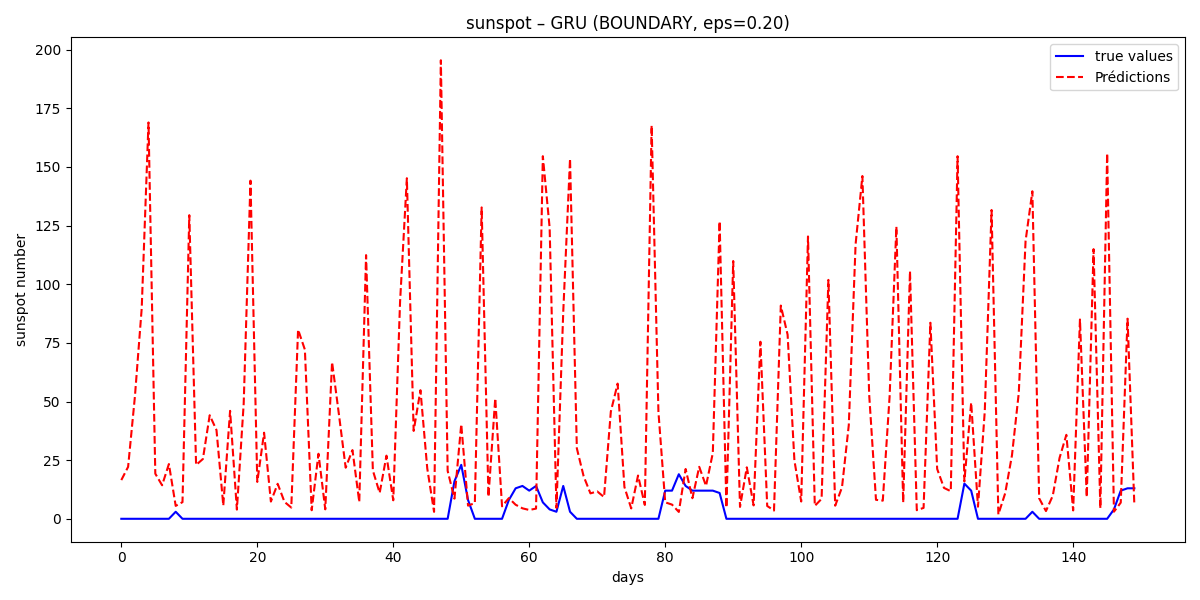 sunspot – GRU (BOUNDARY, eps=0.20)
true values
Prédictions
sunspot number
200
175
150
125
100
75
50
25
0
0 20 40 60 80 100 120 140
days